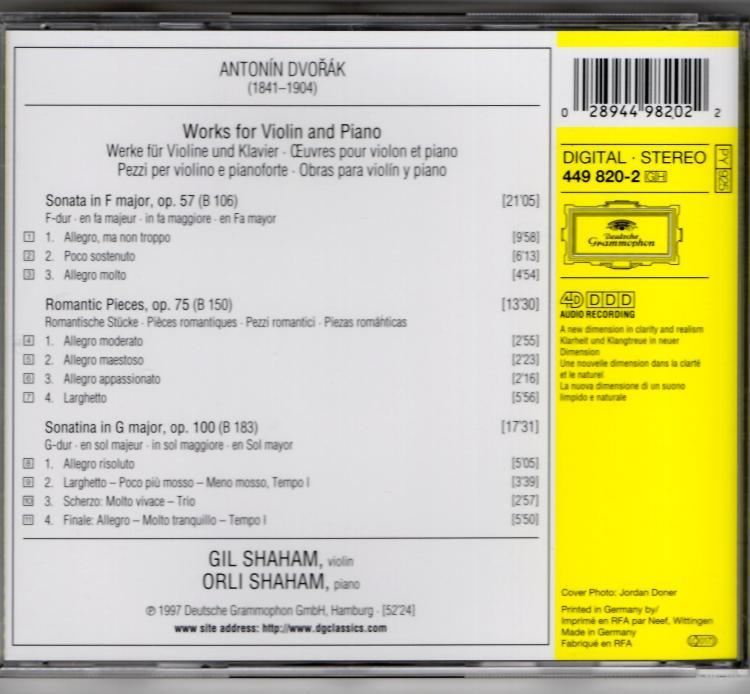 ANTONÍN DVOŘÁK
(1841–1904)
Works for Violin and Piano
Werke für Violine und Klavier · Œuvres pour violon et piano
Pezzi per violino e pianoforte · Obras para violín y piano
Sonata in F major, op. 57 (B 106) [21'05]
F-dur · en fa majeur · in fa maggiore · en Fa mayor
1 1. Allegro, ma non troppo [9'58]
2 2. Poco sostenuto [6'13]
3 3. Allegro molto [4'54]
Romantic Pieces, op. 75 (B 150) [13'30]
Romantische Stücke · Pièces romantiques · Pezzi romantici · Piezas románticas
4 1. Allegro moderato [2'55]
5 2. Allegro maestoso [2'23]
6 3. Allegro appassionato [2'16]
7 4. Larghetto [5'56]
Sonatina in G major, op. 100 (B 183) [17'31]
G-dur · en sol majeur · in sol maggiore · en Sol mayor
8 1. Allegro risoluto [5'05]
9 2. Larghetto – Poco più mosso – Meno mosso, Tempo I [3'39]
10 3. Scherzo: Molto vivace – Trio [2'57]
11 4. Finale: Allegro – Molto tranquillo – Tempo I [5'50]
GIL SHAHAM, violin
ORLI SHAHAM, piano
℗ 1997 Deutsche Grammophon GmbH, Hamburg · [52'24]
www site address: http://www.dgclassics.com
0 28944 98202 2
DIGITAL · STEREO
449 820-2 GH
PY 925
Deutsche
Grammophon
4D DDD
AUDIO RECORDING
A new dimension in clarity and realism
Klarheit und Klangtreue in neuer
Dimension
Une nouvelle dimension dans la clarté
et le naturel
La nuova dimensione di un suono
limpido e naturale
Cover Photo: Jordan Doner
Printed in Germany by/
Imprimé en RFA par Neef, Wittingen
Made in Germany
Fabriqué en RFA